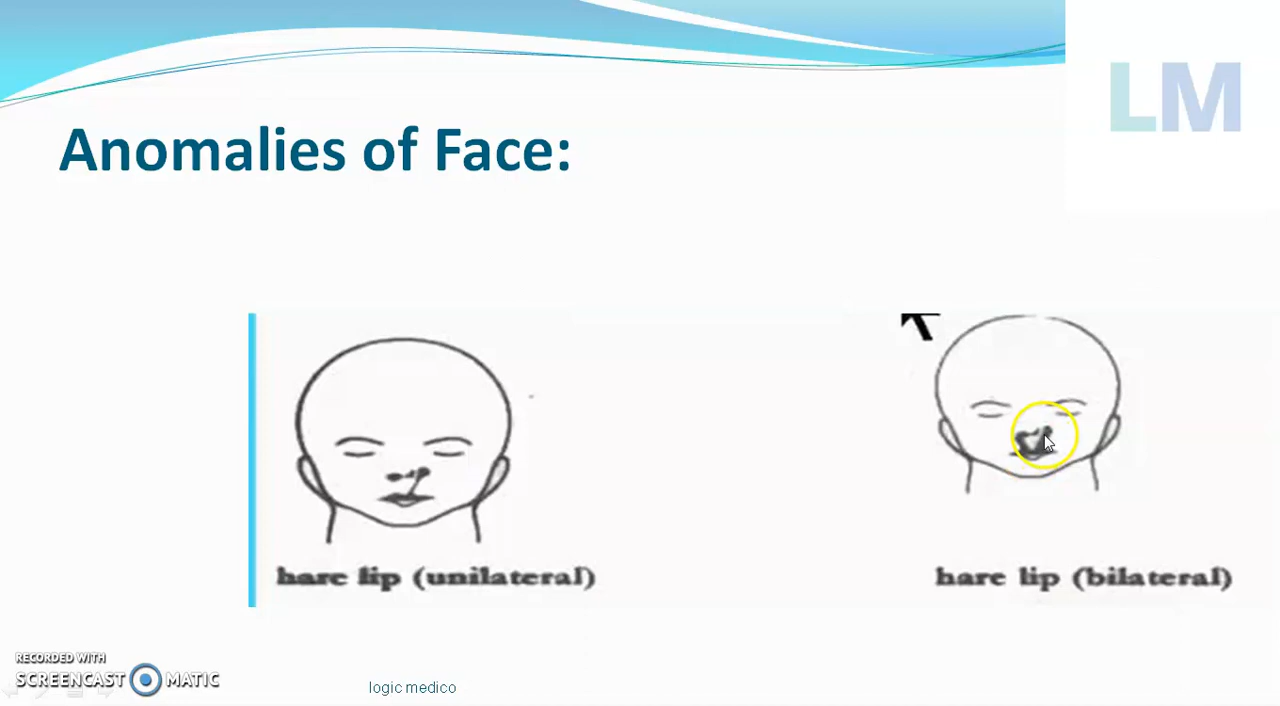 LM
Anomalies of Face:
hare lip (unilateral)
hare lip (bilateral)
RECORDED WITH
SCREENCAST MATIC
logic medico